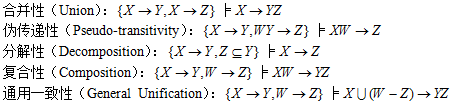 合并性（Union）：{X→Y,X→Z}⊧X→YZ
伪传递性（Pseudo-transitivity）：{X→Y,WY→Z}⊧XW→Z
分解性（Decomposition）：{X→Y,Z⊆Y}⊧X→Z
复合性（Composition）：{X→Y,W→Z}⊧XW→YZ
通用一致性（General Unification）：{X→Y,W→Z}⊧X⋃(W−Z)→YZ